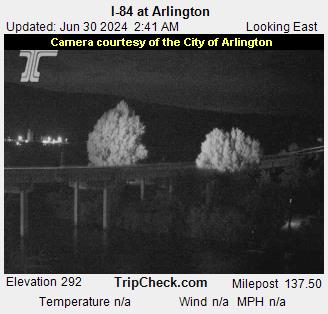 I-84 at Arlington
Updated: Jun 30 2024 2:41 AM Looking East
Camera courtesy of the City of Arlington
Elevation 292 TripCheck.com Milepost 137.50
Temperature n/a Wind n/a MPH n/a